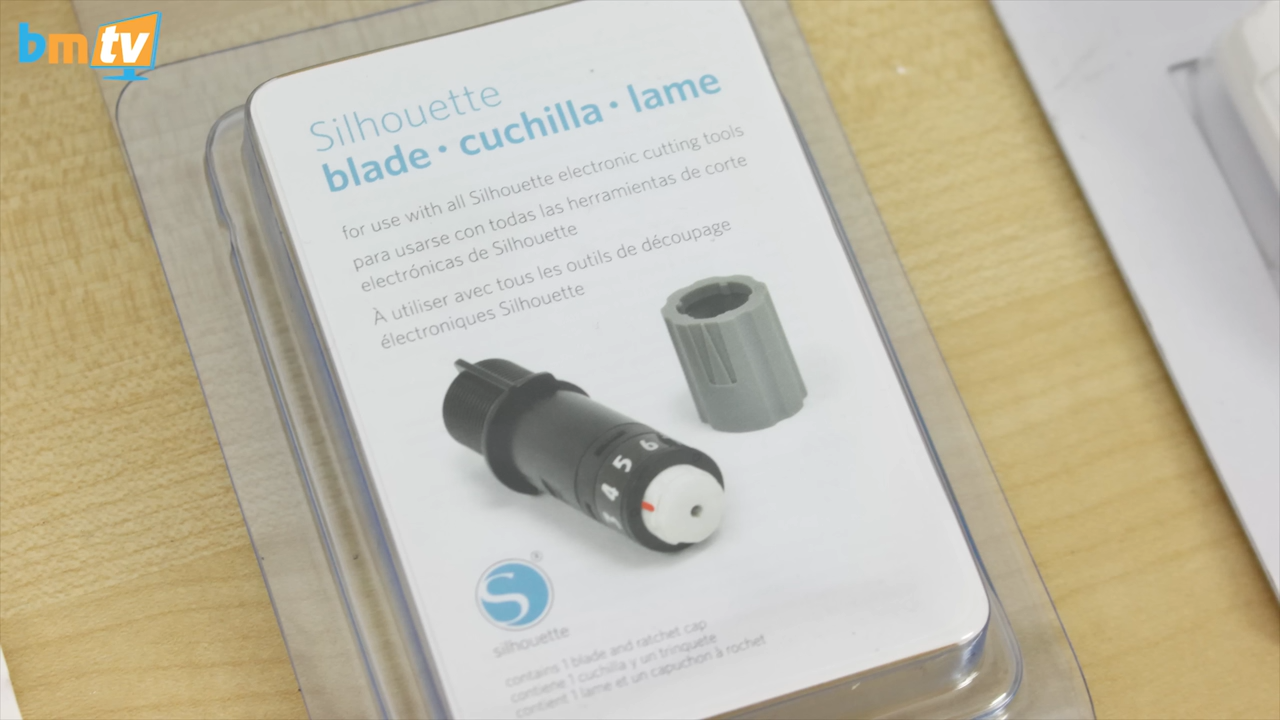 bmtv
Silhouette
blade · cuchilla · lame
for use with all Silhouette electronic cutting tools
para usarse con todas las herramientas de corte
electrónicas de Silhouette
À utiliser avec tous les outils de découpage
électroniques Silhouette
6
5
4
3
S®
silhouette
contains 1 blade and ratchet cap
contiene 1 cuchilla y un trinquete
contient 1 lame et un capuchon à rochet